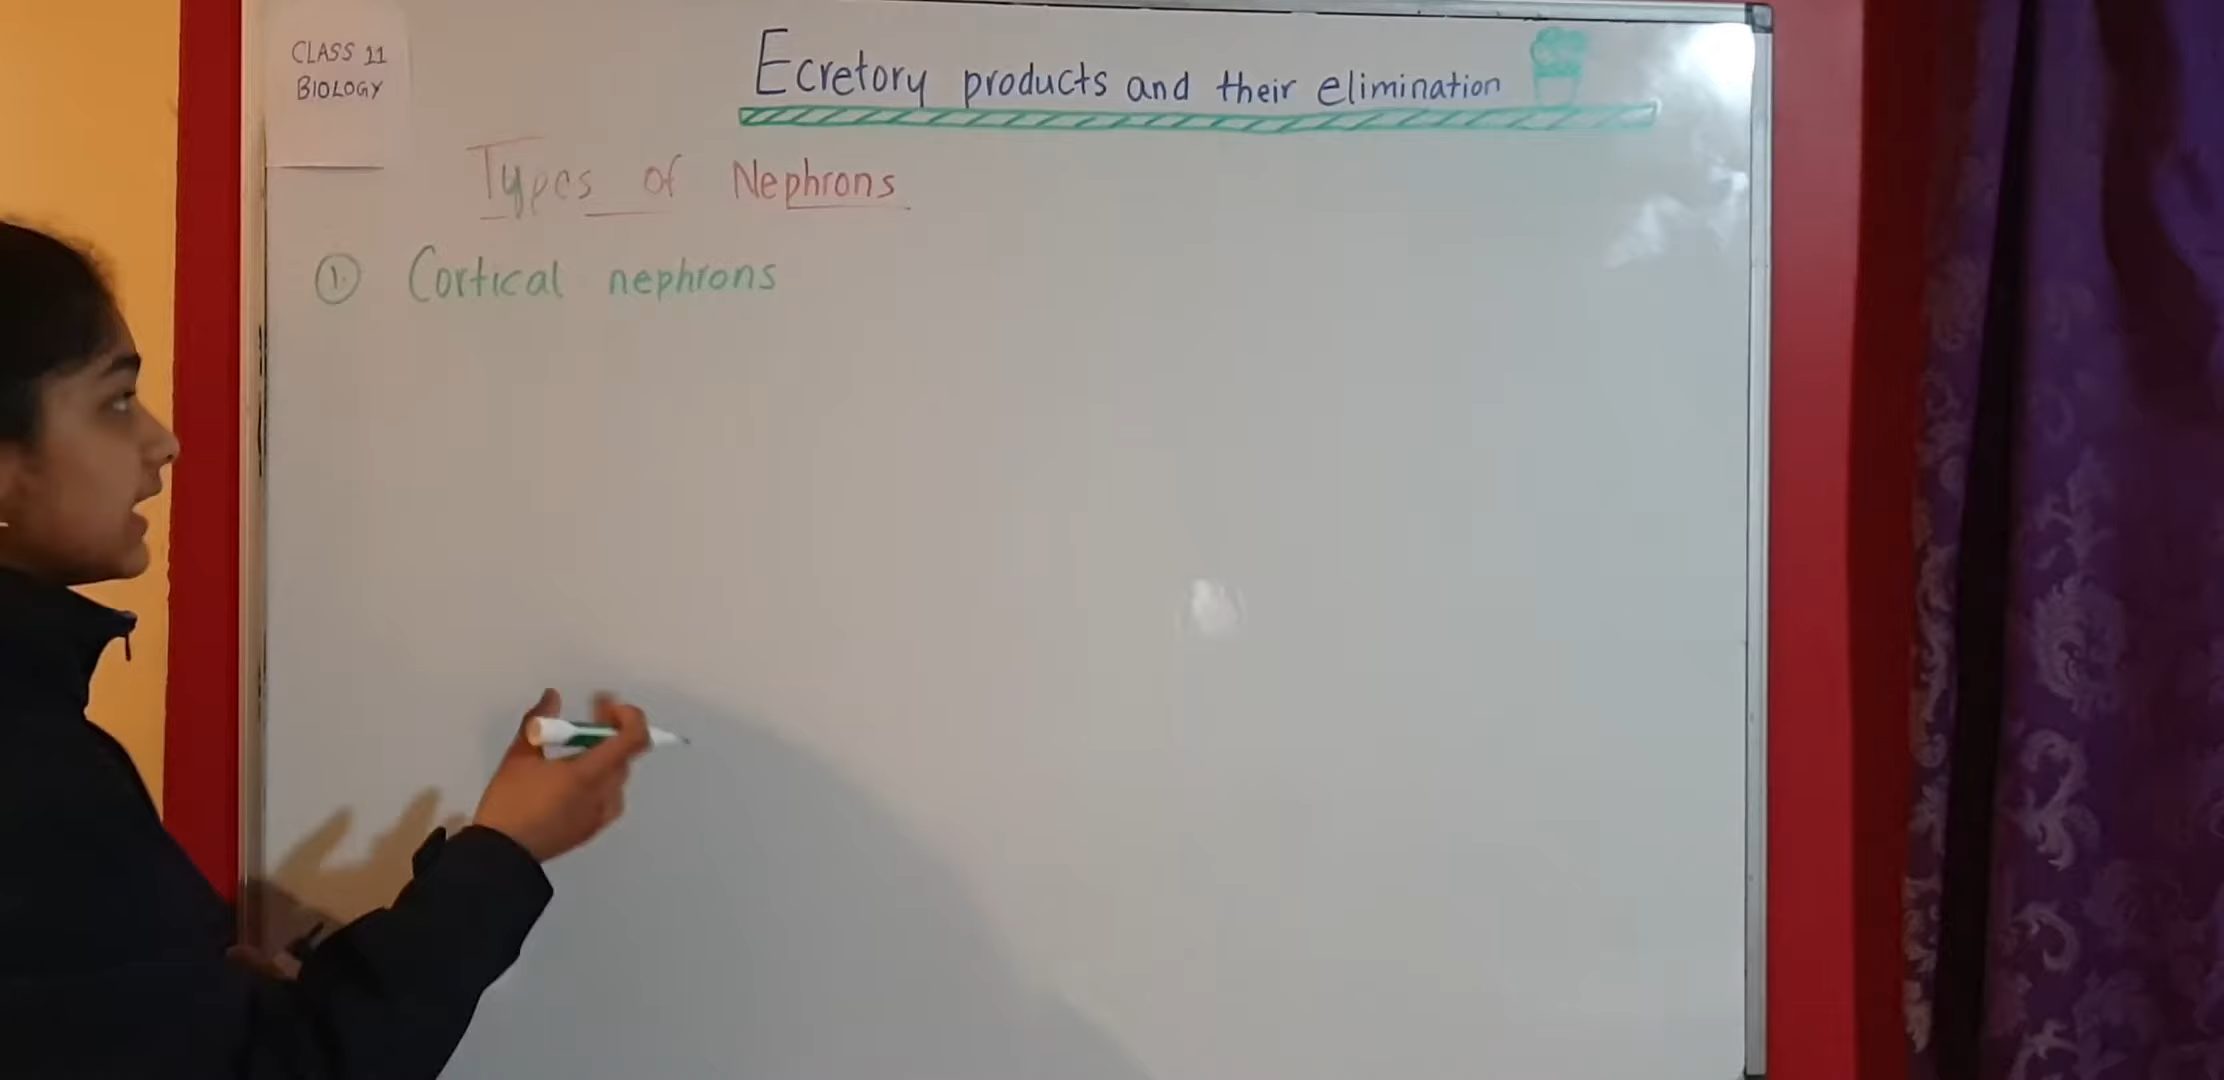 CLASS 11
BIOLOGY
Ecretory products and their elimination
Types of Nephrons
1. Cortical nephrons